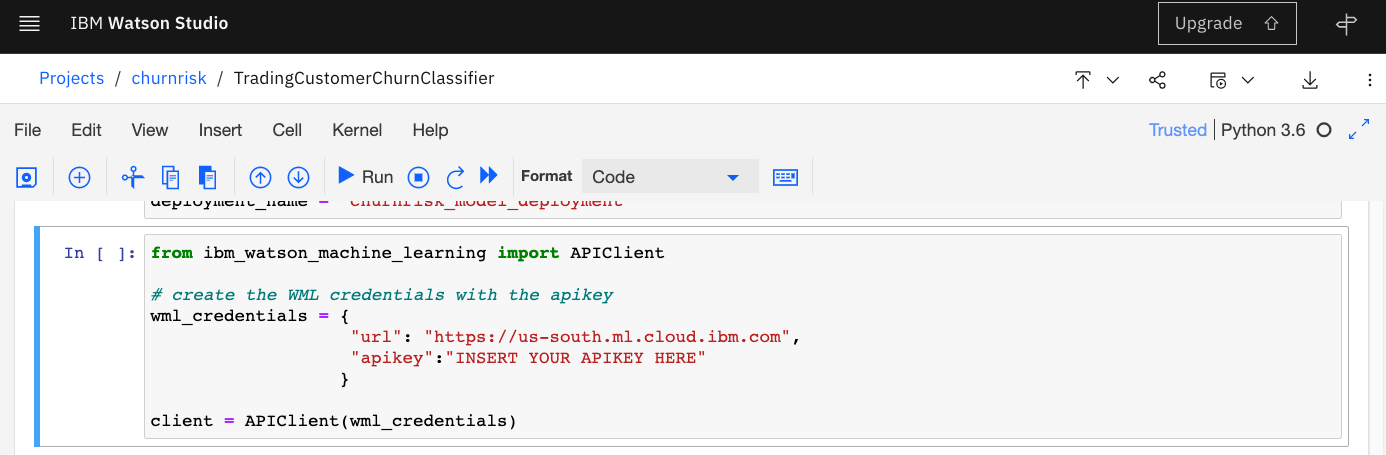 IBM Watson Studio
Upgrade
Projects / churnrisk / TradingCustomerChurnClassifier
File Edit View Insert Cell Kernel Help
Trusted | Python 3.6
Run Format Code
deployment_name = 'churnrisk_model_deployment'
In [ ]: from ibm_watson_machine_learning import APIClient
# create the WML credentials with the apikey
wml_credentials = {
"url": "https://us-south.ml.cloud.ibm.com",
"apikey":"INSERT YOUR APIKEY HERE"
}
client = APIClient(wml_credentials)